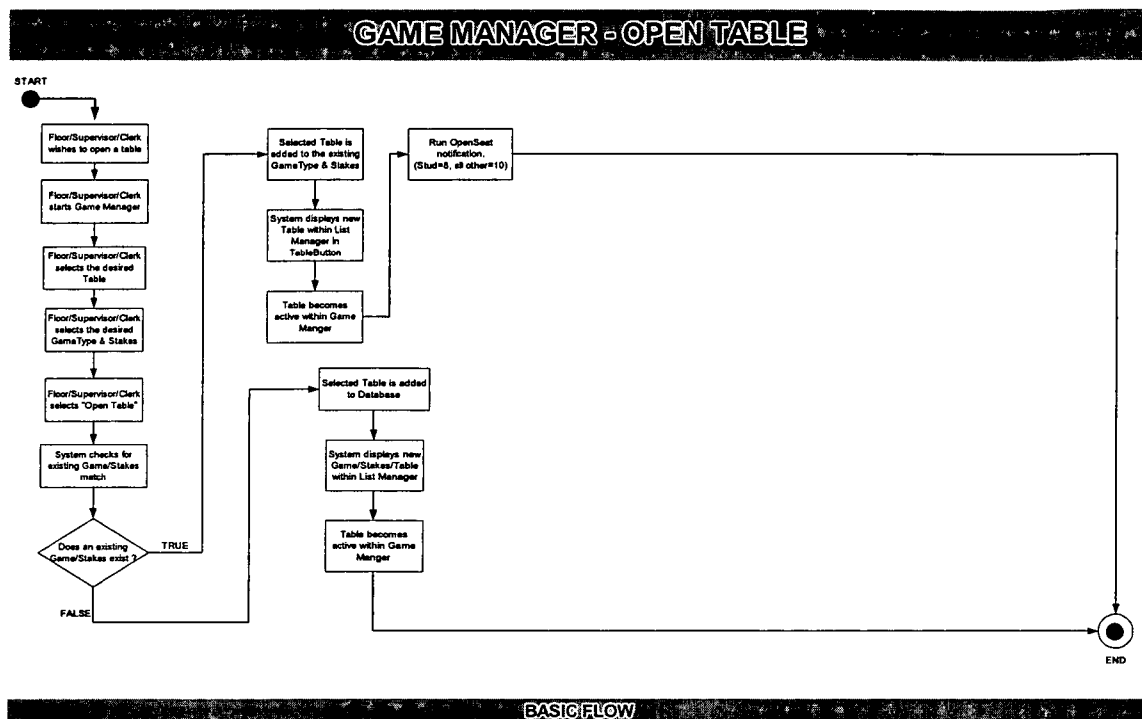 GAME MANAGER - OPEN TABLE
START
Floor/Supervisor/Clerk
wishes to open a table
Floor/Supervisor/Clerk
starts Game Manager
Floor/Supervisor/Clerk
selects the desired
Table
Floor/Supervisor/Clerk
selects the desired
GameType & Stakes
Floor/Supervisor/Clerk
selects "Open Table"
System checks for
existing Game/Stakes
match
Does an existing
Game/Stakes exist ?
TRUE
FALSE
Selected Table is
added to the existing
GameType & Stakes
System displays new
Table within List
Manager in
TableButton
Table becomes
active within Game
Manger
Run OpenSeat
notification.
(Stud=8, all other=10)
Selected Table is added
to Database
System displays new
Game/Stakes/Table
within List Manager
Table becomes
active within Game
Manger
END
BASIC FLOW